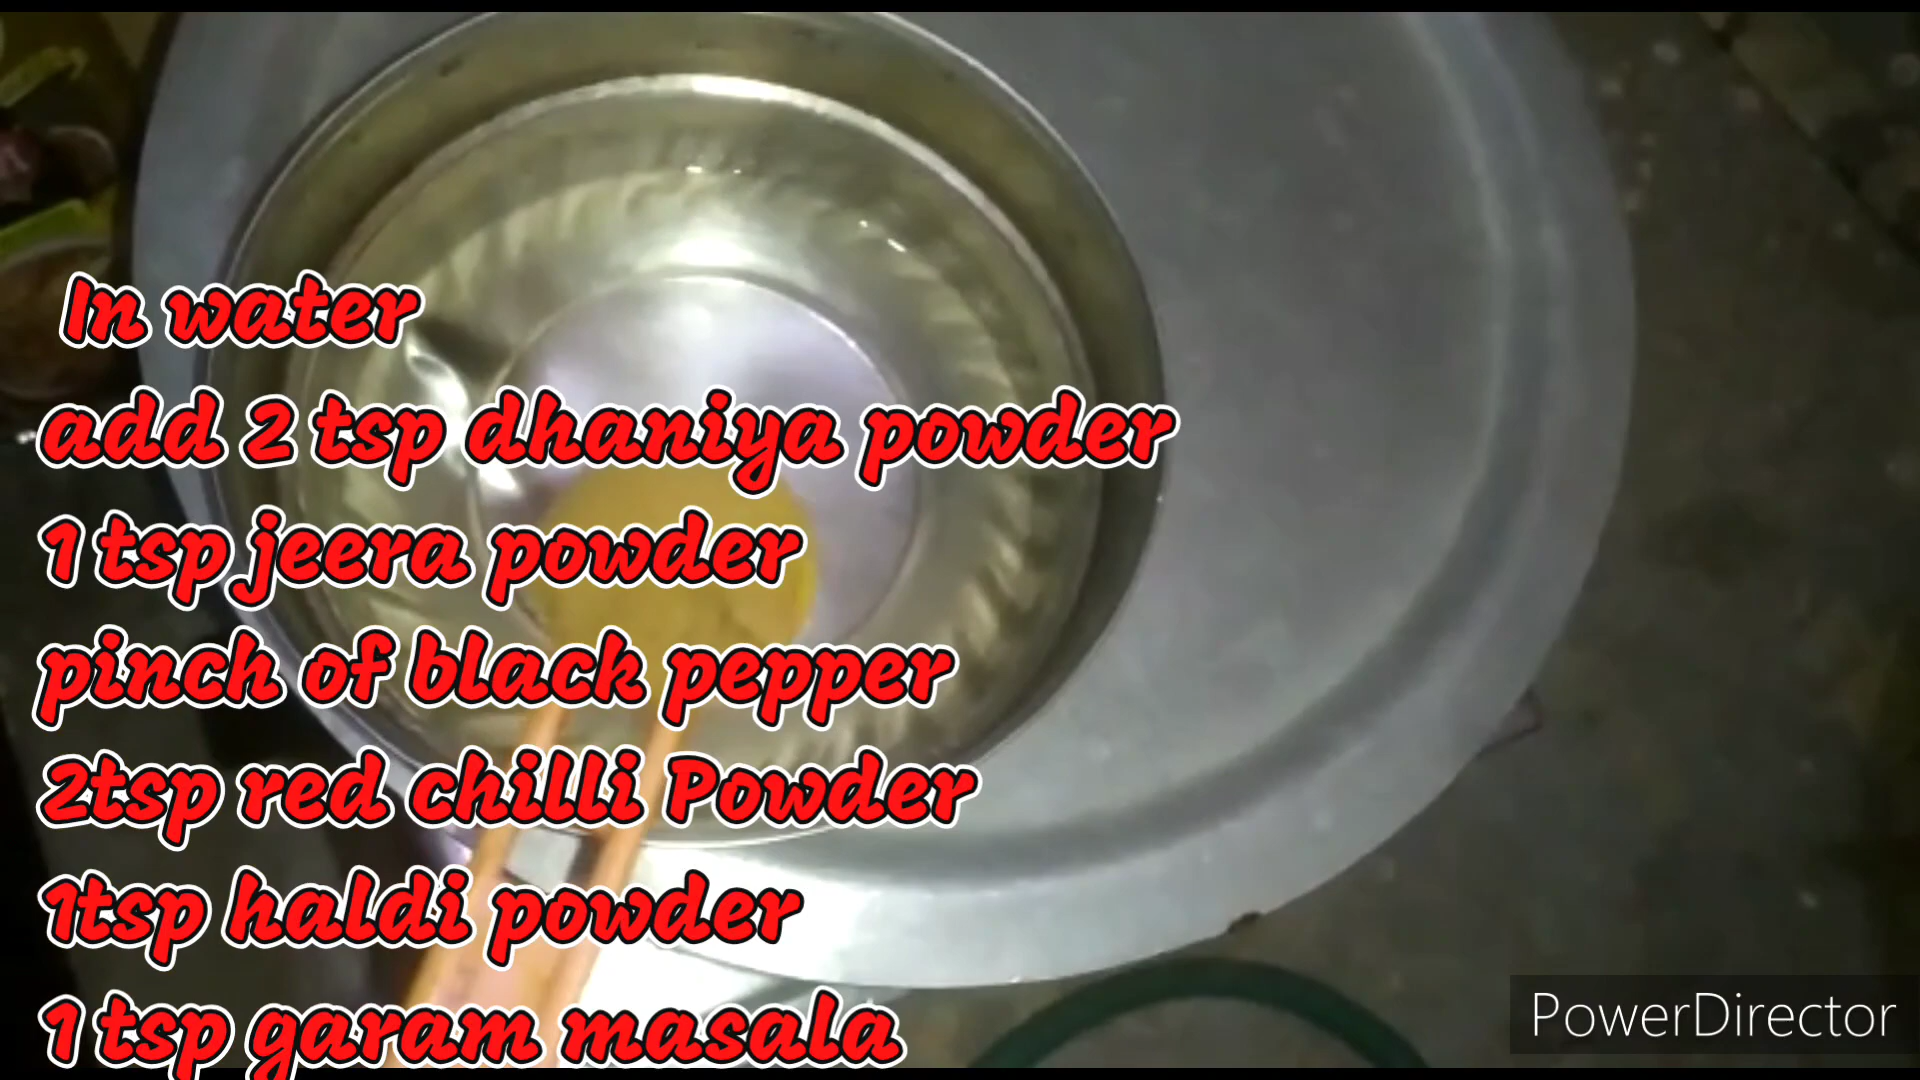 In water
add 2 tsp dhaniya powder
1 tsp jeera powder
pinch of black pepper
2tsp red chilli Powder
1tsp haldi powder
1 tsp garam masala
PowerDirector